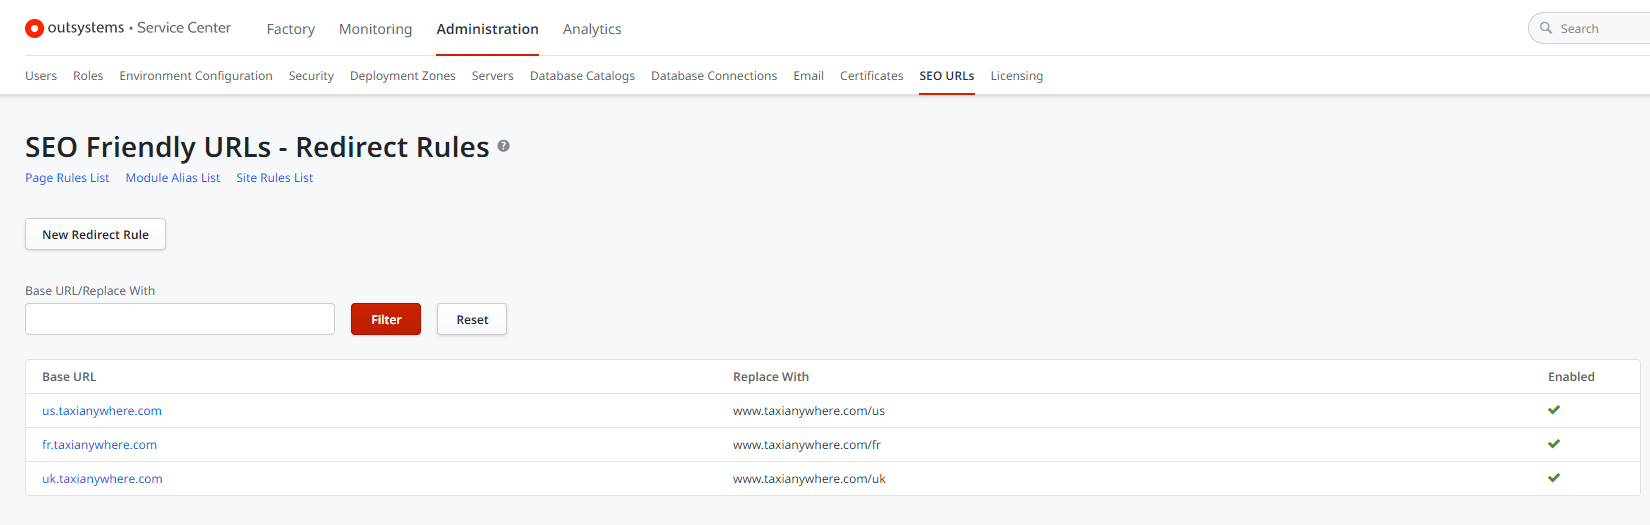 outsystems • Service Center Factory Monitoring Administration Analytics Search
Users Roles Environment Configuration Security Deployment Zones Servers Database Catalogs Database Connections Email Certificates SEO URLs Licensing
SEO Friendly URLs - Redirect Rules ?
Page Rules List Module Alias List Site Rules List
New Redirect Rule
Base URL/Replace With
Filter Reset
Base URL Replace With Enabled
us.taxianywhere.com www.taxianywhere.com/us
fr.taxianywhere.com www.taxianywhere.com/fr
uk.taxianywhere.com www.taxianywhere.com/uk